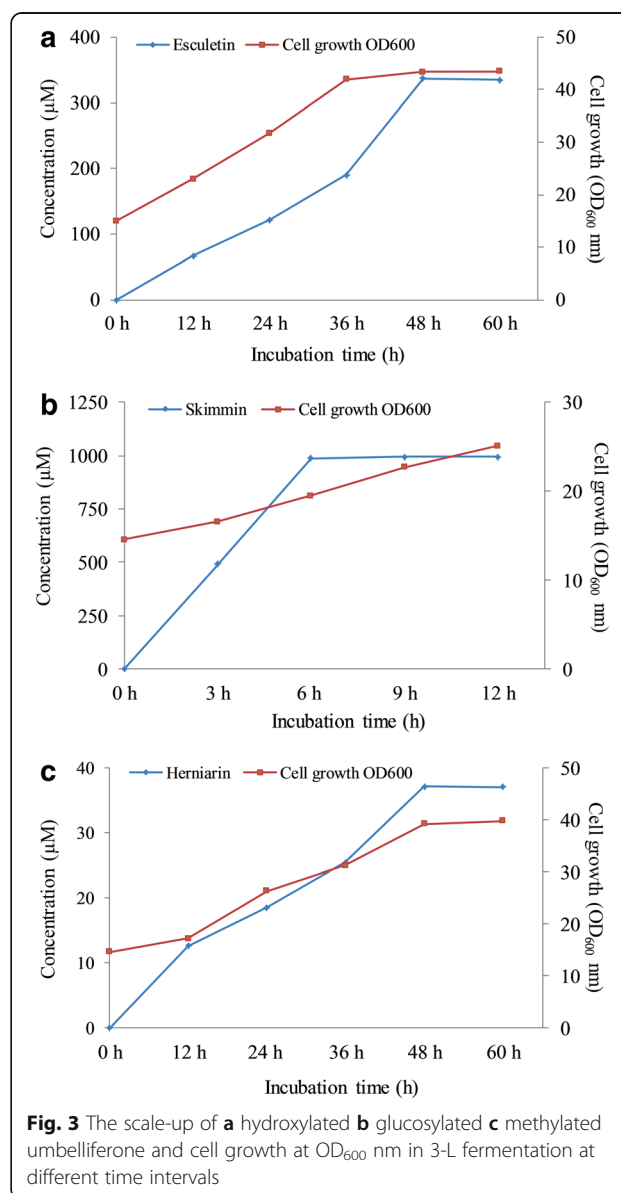 a
Esculetin Cell growth OD600
400
300
200
100
0
Concentration (µM)
50
40
30
20
10
0
Cell growth (OD600 nm)
0 h 12 h 24 h 36 h 48 h 60 h
Incubation time (h)
b
Skimmin Cell growth OD600
1250
1000
750
500
250
0
Concentration (µM)
30
20
10
0
Cell growth (OD600 nm)
0 h 3 h 6 h 9 h 12 h
Incubation time (h)
c
Herniarin Cell growth OD600
40
30
20
10
0
Concentration (µM)
50
40
30
20
10
0
Cell growth (OD600 nm)
0 h 12 h 24 h 36 h 48 h 60 h
Incubation time (h)
Fig. 3 The scale-up of a hydroxylated b glucosylated c methylated
umbelliferone and cell growth at OD600 nm in 3-L fermentation at
different time intervals